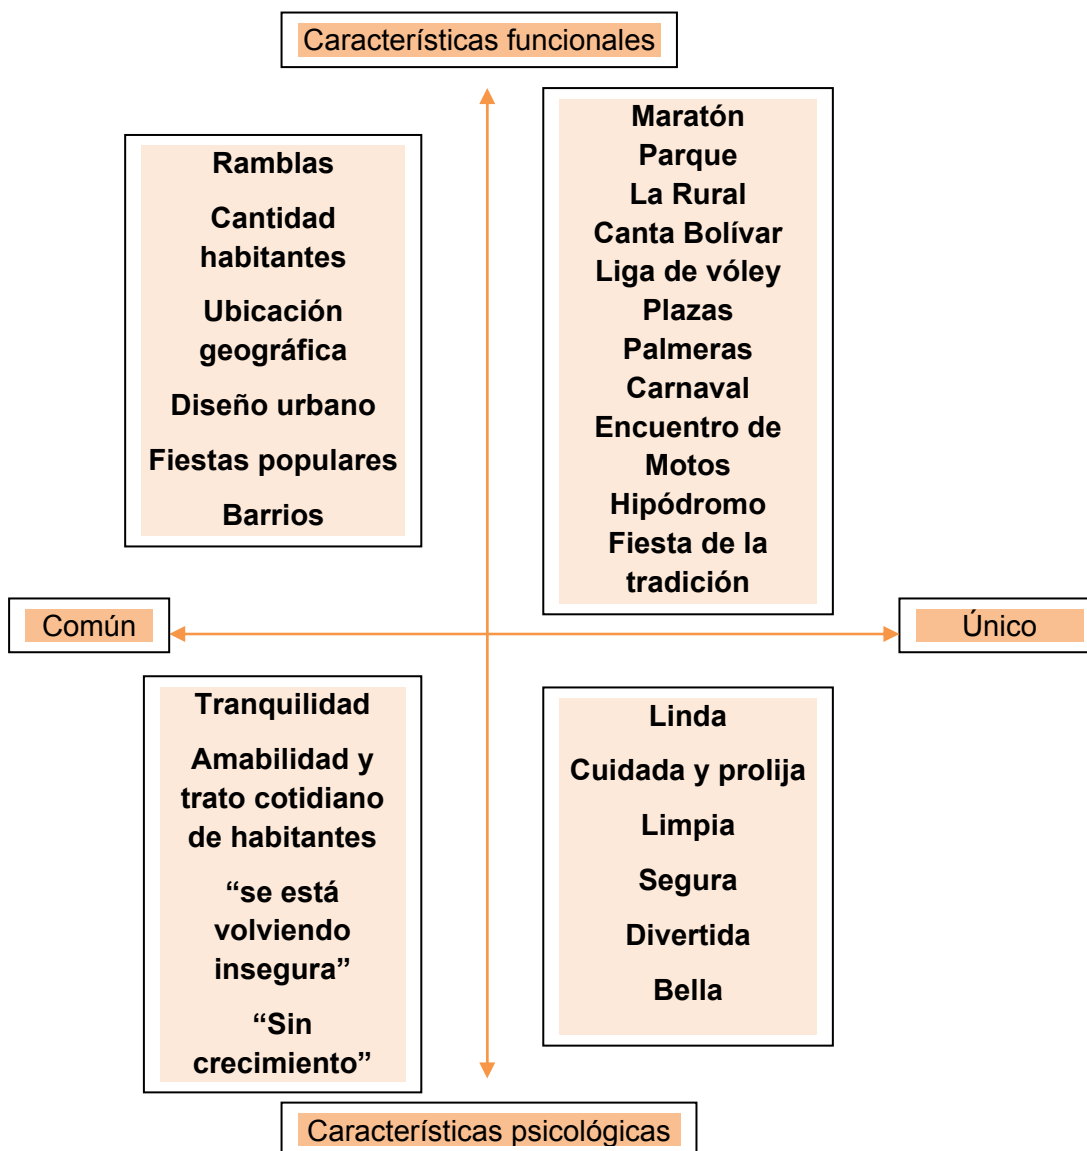 Características funcionales
Ramblas
Cantidad
habitantes
Ubicación
geográfica
Diseño urbano
Fiestas populares
Barrios
Maratón
Parque
La Rural
Canta Bolívar
Liga de vóley
Plazas
Palmeras
Carnaval
Encuentro de
Motos
Hipódromo
Fiesta de la
tradición
Común
Único
Tranquilidad
Amabilidad y
trato cotidiano
de habitantes
“se está
volviendo
insegura”
“Sin
crecimiento”
Linda
Cuidada y prolija
Limpia
Segura
Divertida
Bella
Características psicológicas